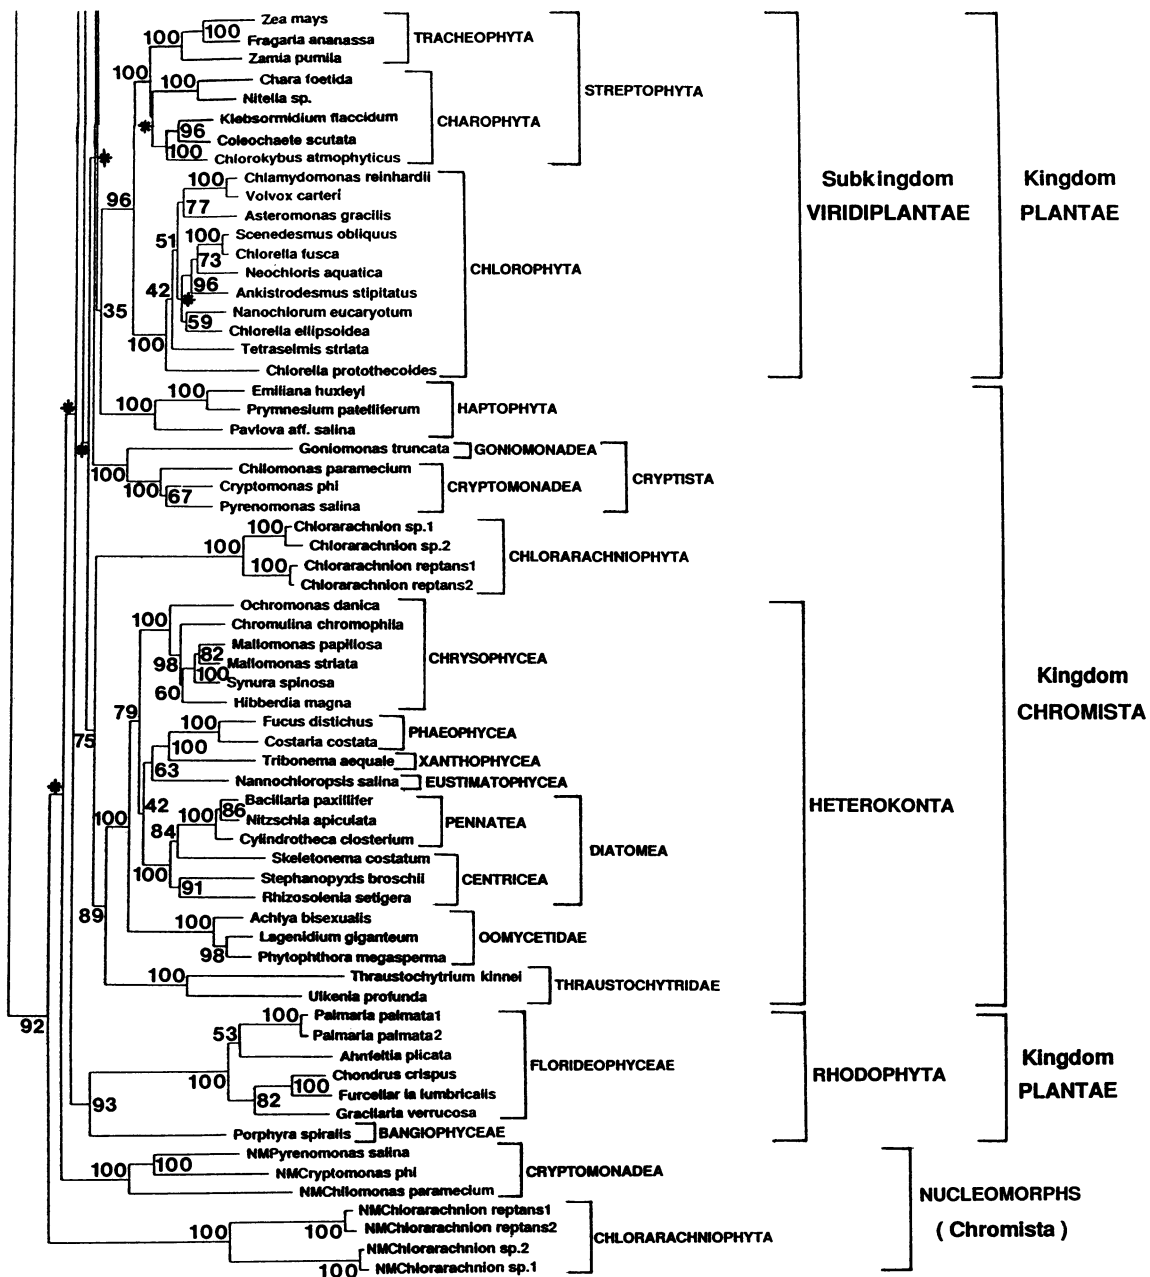 Zea mays
100
100
Fragaria ananassa
TRACHEOPHYTA
Zamia pumila
100
Chara foetida
100
STREPTOPHYTA
Nitella sp.
Klebsormidium flaccidum
96
CHAROPHYTA
Coleochaete scutata
100
Chlorokybus atmophyticus
Chlamydomonas reinhardii
100
Subkingdom
Kingdom
Volvox carteri
96
77
VIRIDIPLANTAE
PLANTAE
Asteromonas gracilis
Scenedesmus obliquus
100
51
Chlorella fusca
73
CHLOROPHYTA
Neochloris aquatica
96
42
Ankistrodesmus stipitatus
35
Nanochlorum eucaryotum
59
Chlorella ellipsoidea
100
Tetraselmis striata
Chlorella protothecoides
Emiliana huxleyi
100
100
Prymnesium patelliferum
HAPTOPHYTA
Pavlova aff. salina
Goniomonas truncata
GONIOMONADEA
100
Chilomonas paramecium
CRYPTISTA
100
Cryptomonas phi
CRYPTOMONADEA
67
Pyrenomonas salina
100
Chlorarachnion sp.1
100
Chlorarachnion sp.2
CHLORARACHNIOPHYTA
100
Chlorarachnion reptans1
Chlorarachnion reptans2
Ochromonas danica
100
Chromulina chromophila
Mallomonas papillosa
82
98
Mallomonas striata
CHRYSOPHYCEA
100
Synura spinosa
Kingdom
60
Hibberdia magna
CHROMISTA
79
Fucus distichus
100
PHAEOPHYCEA
75
Costaria costata
100
Tribonema aequale
XANTHOPHYCEA
63
Nannochloropsis salina
EUSTIMATOPHYCEA
42
Bacillaria paxillifer
86
HETEROKONTA
100
100
Nitzschia apiculata
PENNATEA
84
Cylindrotheca closterium
DIATOMEA
Skeletonema costatum
100
Stephanopyxis broschii
CENTRICEA
91
Rhizosolenia setigera
89
Achlya bisexualis
100
Lagenidium giganteum
OOMYCETIDAE
98
Phytophthora megasperma
100
Thraustochytrium kinnei
THRAUSTOCHYTRIDAE
Ulkenia profunda
92
100
Palmaria palmata1
53
Palmaria palmata2
Ahnfeltia plicata
FLORIDEOPHYCEAE
Kingdom
100
Chondrus crispus
RHODOPHYTA
100
Furcellar ia lumbricalis
PLANTAE
93
82
Gracilaria verrucosa
Porphyra spiralis
BANGIOPHYCEAE
NMPyrenomonas salina
100
100
NMCryptomonas phi
CRYPTOMONADEA
NMChilomonas paramecium
NUCLEOMORPHS
NMChlorarachnion reptans1
( Chromista )
100
100
NMChlorarachnion reptans2
CHLORARACHNIOPHYTA
NMChlorarachnion sp.2
100
NMChlorarachnion sp.1